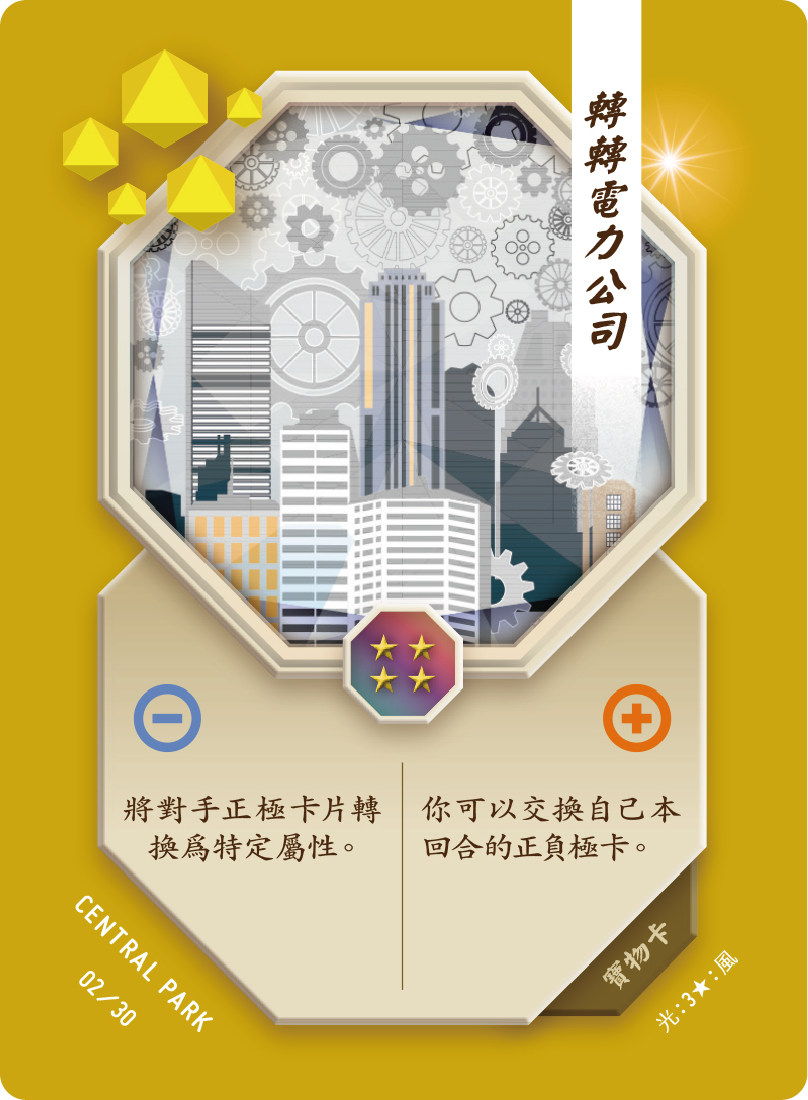 轉轉電力公司
將對手正極卡片轉
換爲特定屬性。
你可以交換自己本
回合的正負極卡。
寶物卡
CENTRAL PARK
02/30
光:3★:風